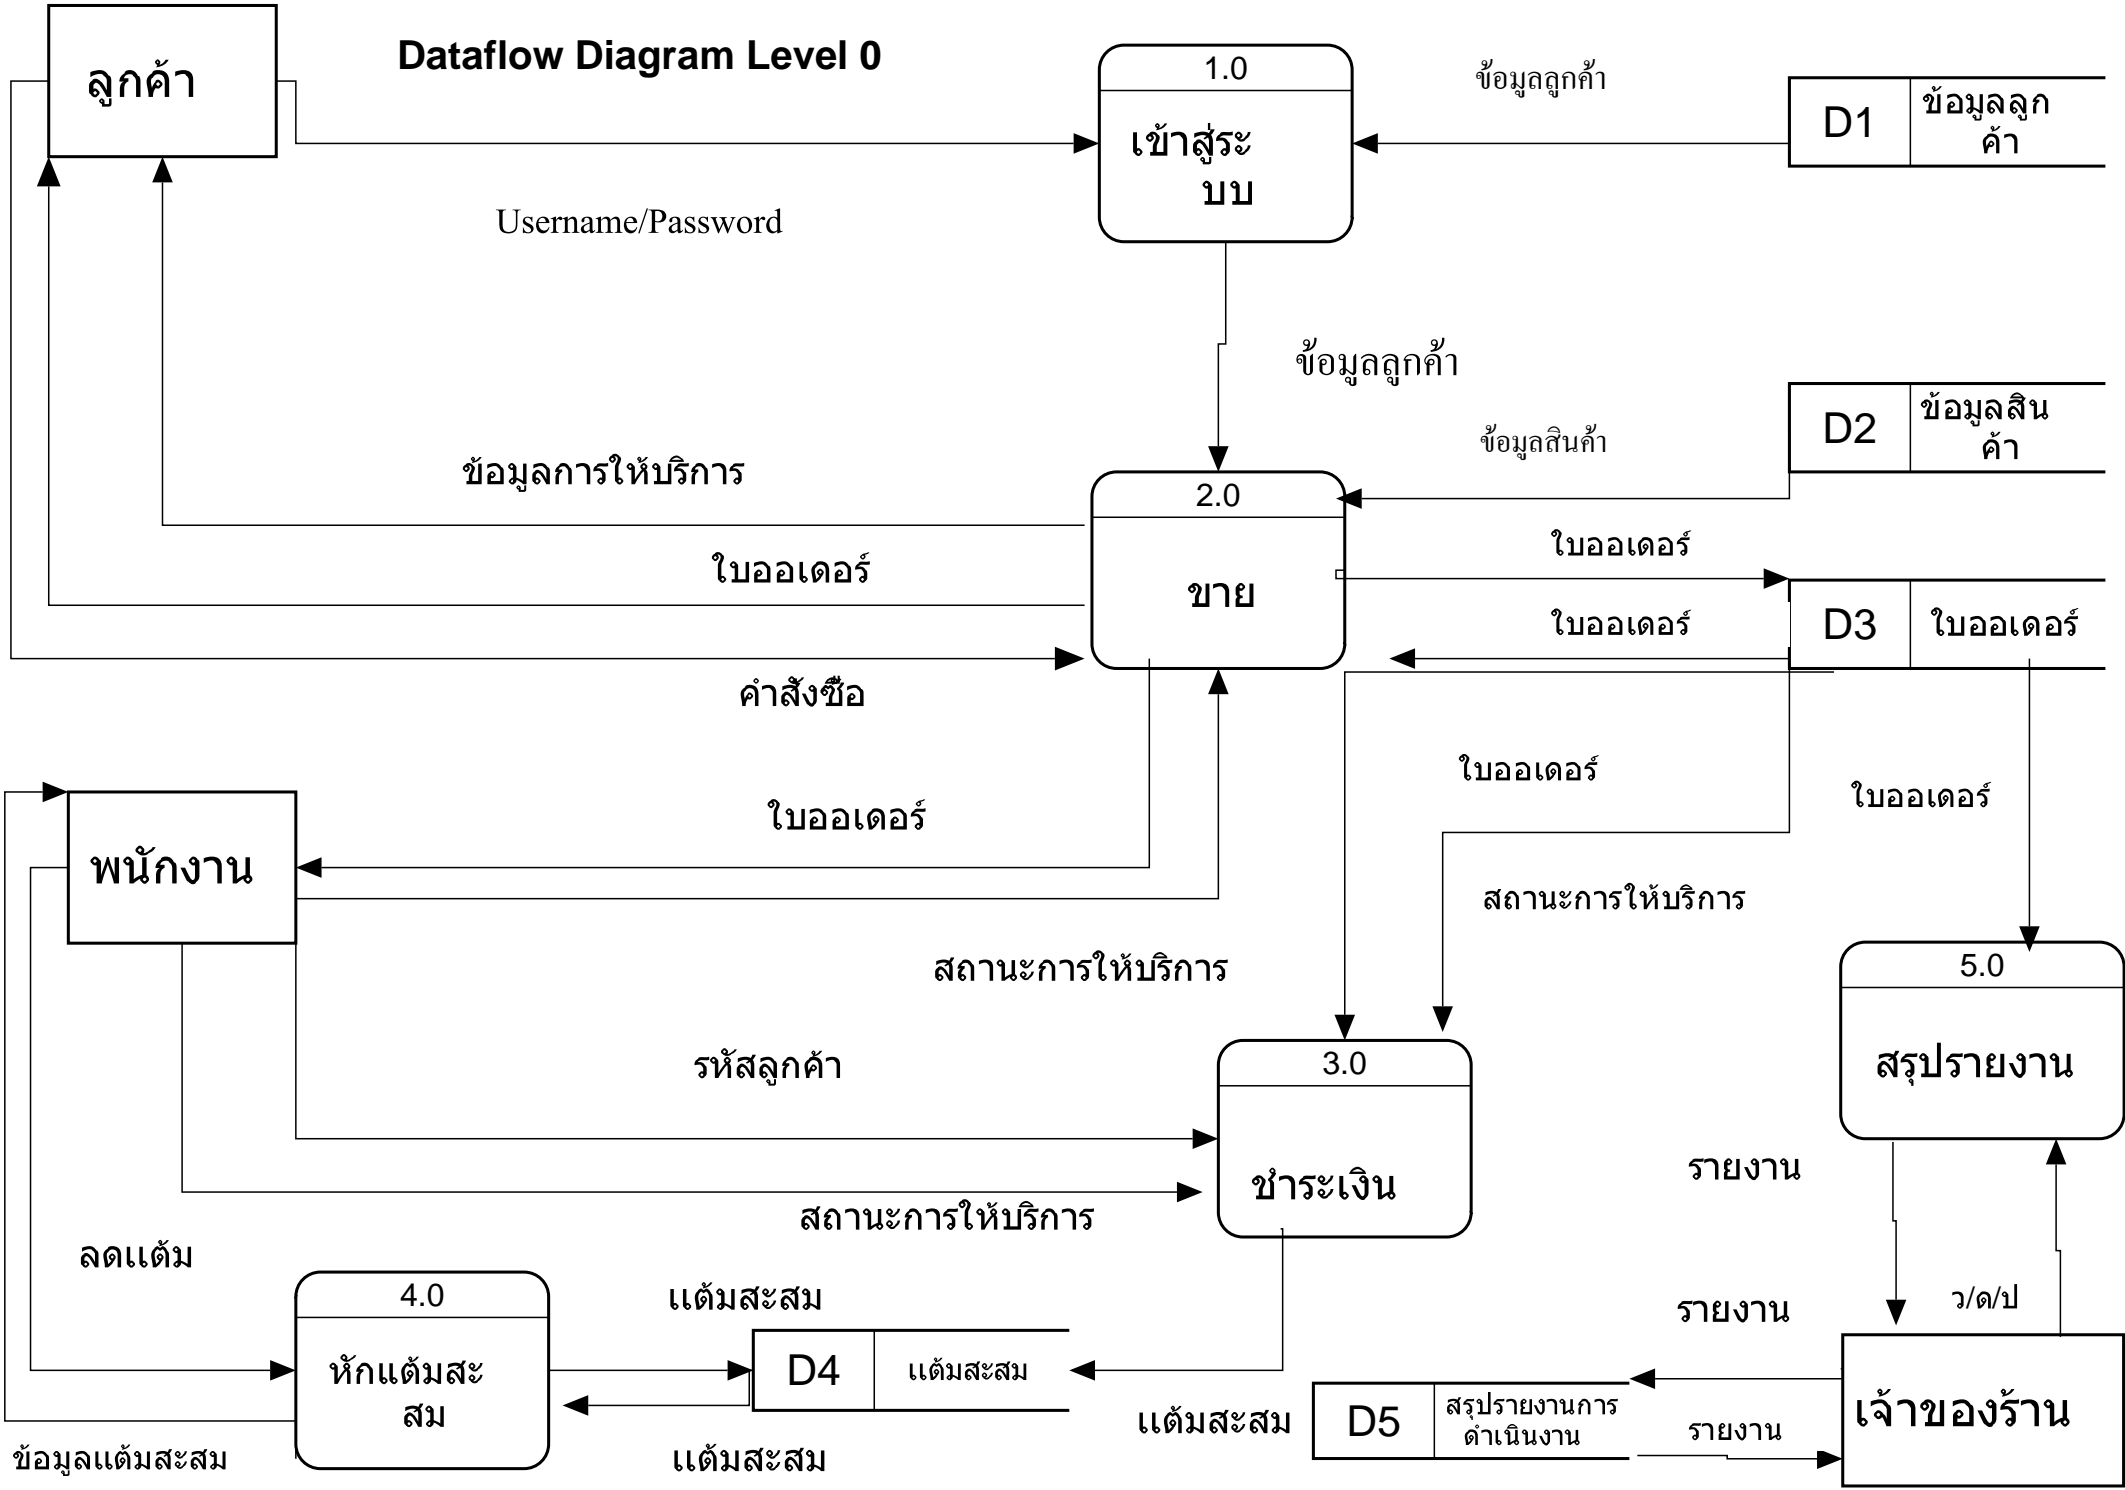 ลูกค้า
Dataflow Diagram Level 0
1.0
เข้าสู่ระ
บบ
ข้อมูลลูกค้า
D1
ข้อมูลลูก
ค้า
Username/Password
ข้อมูลลูกค้า
D2
ข้อมูลสิน
ค้า
ข้อมูลสินค้า
ข้อมูลการให้บริการ
2.0
ขาย
ใบออเดอร์
ใบออเดอร์
ใบออเดอร์
D3
ใบออเดอร์
คำสั่งซื้อ
ใบออเดอร์
ใบออเดอร์
ใบออเดอร์
พนักงาน
สถานะการให้บริการ
สถานะการให้บริการ
5.0
สรุปรายงาน
รหัสลูกค้า
3.0
ชำระเงิน
รายงาน
สถานะการให้บริการ
ลดแต้ม
4.0
หักแต้มสะ
สม
แต้มสะสม
รายงาน
ว/ด/ป
D4
แต้มสะสม
แต้มสะสม
D5
สรุปรายงานการ
ดำเนินงาน
รายงาน
เจ้าของร้าน
ข้อมูลแต้มสะสม
แต้มสะสม